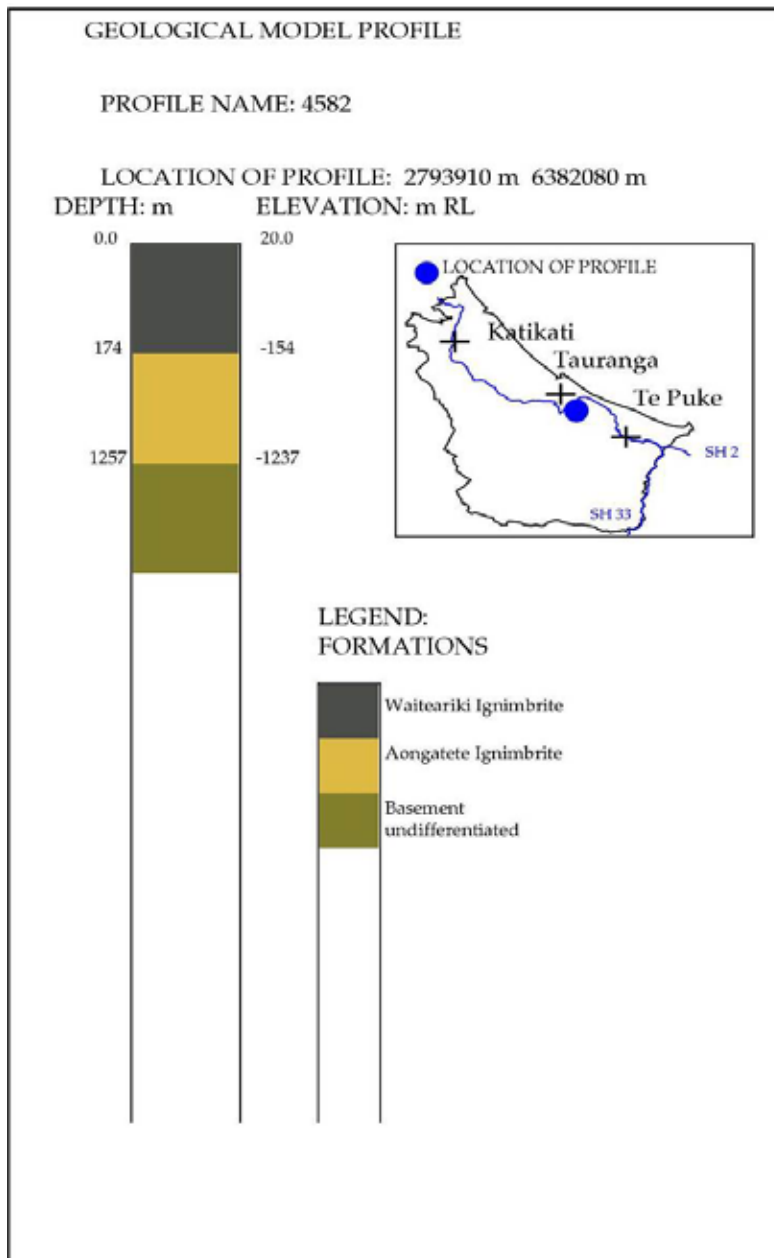 GEOLOGICAL MODEL PROFILE
PROFILE NAME: 4582
LOCATION OF PROFILE: 2793910 m 6382080 m
DEPTH: m ELEVATION: m RL
0.0 20.0
174 -154
1257 -1237
LOCATION OF PROFILE
Katikati
Tauranga
Te Puke
SH 2
SH 33
LEGEND:
FORMATIONS
Waiteariki Ignimbrite
Aongatete Ignimbrite
Basement
undifferentiated